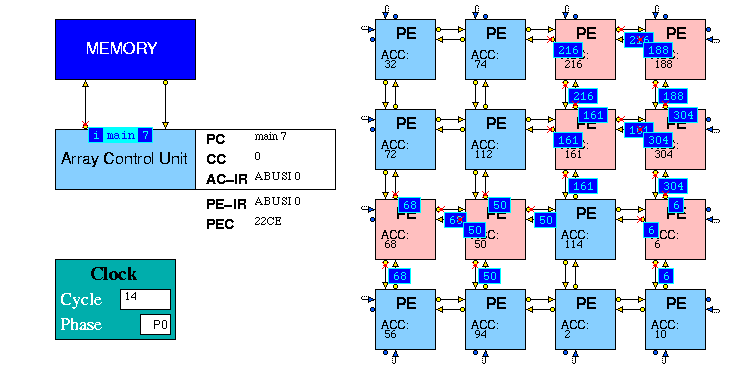 MEMORY
i main 7
Array Control Unit
PC main 7
CC 0
AC-IR ABUSI 0
PE-IR ABUSI 0
PEC 22CE
Clock
Cycle 14
Phase P0
PE PE PE PE
ACC: ACC: ACC: ACC:
32 74 216 188
216 216 188
216 188
PE PE PE PE
ACC: ACC: ACC: ACC:
72 112 161 304
161 161 161 304 304
161 304
PE PE PE PE
ACC: ACC: ACC: ACC:
68 50 114 6
68 68 50 50 50 6 6
68 50 6
PE PE PE PE
ACC: ACC: ACC: ACC:
56 94 2 10